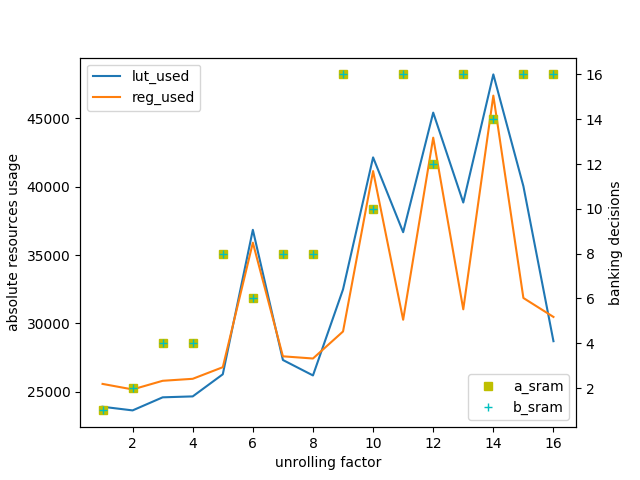 lut_used
reg_used
absolute resources usage
45000
40000
35000
30000
25000
16
14
12
10
8
6
4
2
banking decisions
a_sram
b_sram
2 4 6 8 10 12 14 16
unrolling factor